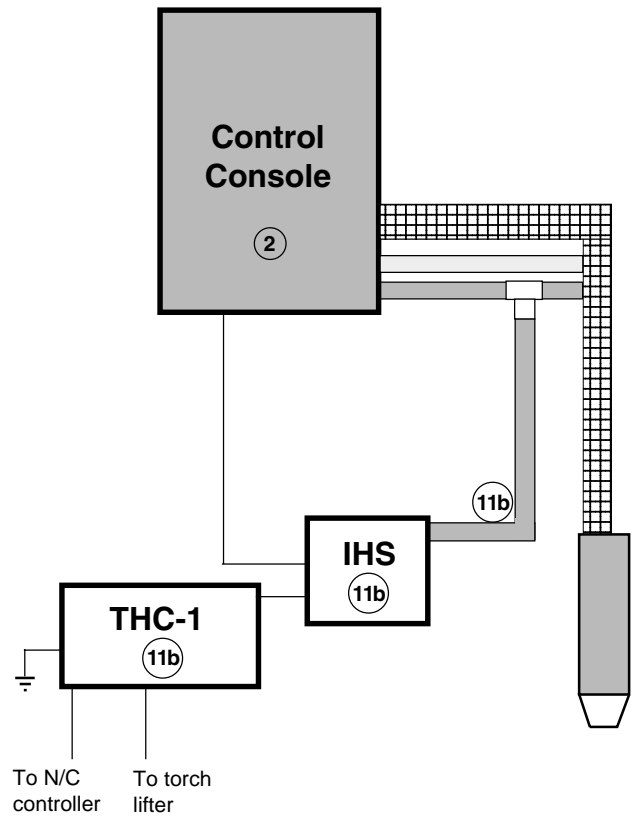 Control
Console
2
11b
IHS
11b
THC-1
11b
To N/C
controller
To torch
lifter